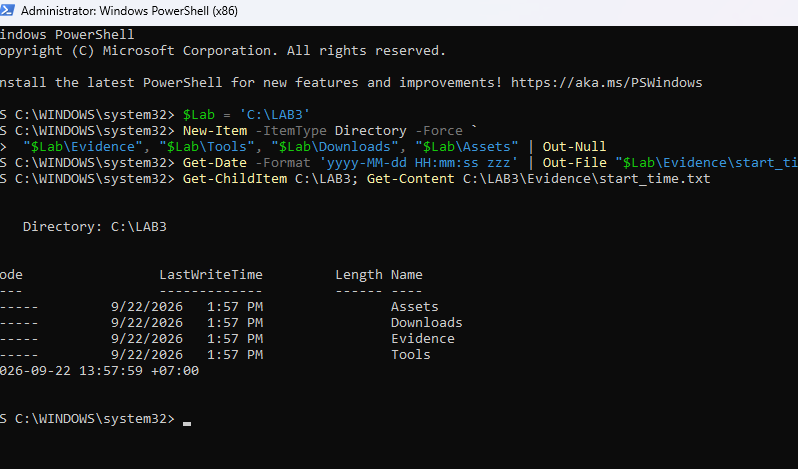 Administrator: Windows PowerShell (x86)
indows PowerShell
opyright (C) Microsoft Corporation. All rights reserved.
nstall the latest PowerShell for new features and improvements! https://aka.ms/PSWindows
S C:\WINDOWS\system32> $Lab = 'C:\LAB3'
S C:\WINDOWS\system32> New-Item -ItemType Directory -Force `
>  "$Lab\Evidence", "$Lab\Tools", "$Lab\Downloads", "$Lab\Assets" | Out-Null
S C:\WINDOWS\system32> Get-Date -Format 'yyyy-MM-dd HH:mm:ss zzz' | Out-File "$Lab\Evidence\start_ti
S C:\WINDOWS\system32> Get-ChildItem C:\LAB3; Get-Content C:\LAB3\Evidence\start_time.txt
Directory: C:\LAB3
ode                 LastWriteTime         Length Name
---                 -------------         ------ ----
-----         9/22/2026   1:57 PM                Assets
-----         9/22/2026   1:57 PM                Downloads
-----         9/22/2026   1:57 PM                Evidence
-----         9/22/2026   1:57 PM                Tools
026-09-22 13:57:59 +07:00
S C:\WINDOWS\system32>